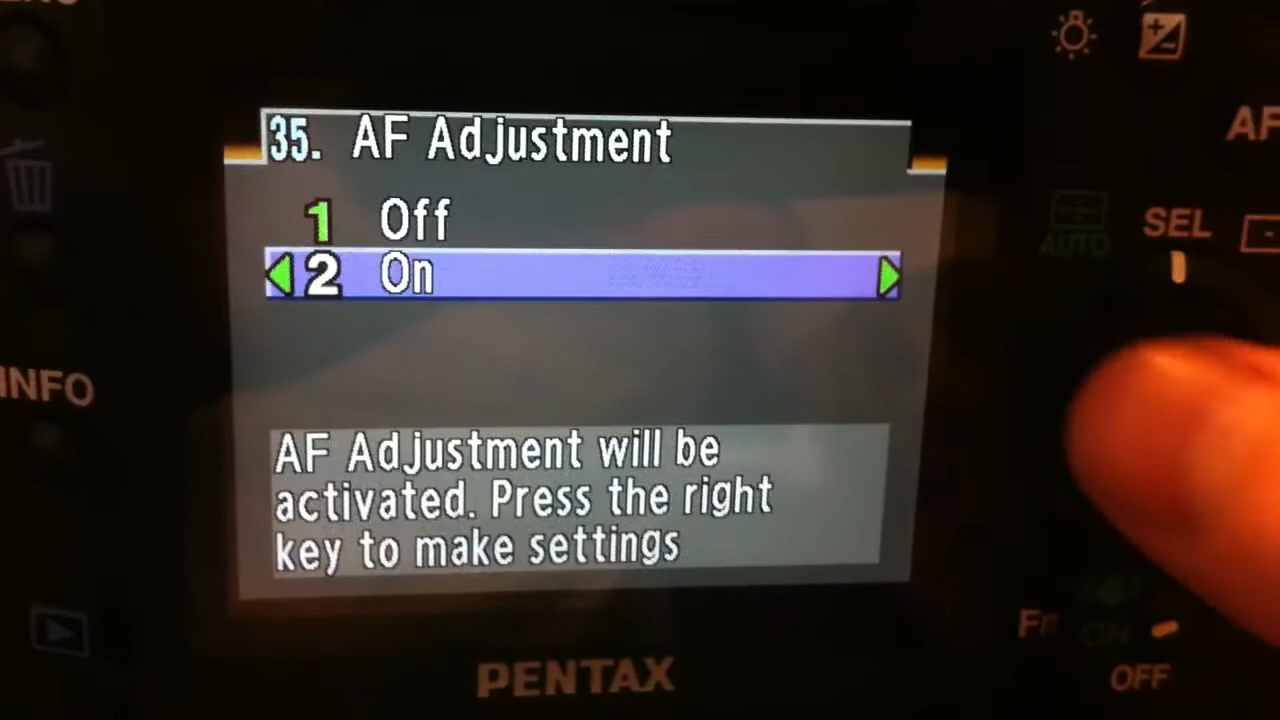 35. AF Adjustment
1 Off
2 On
AF Adjustment will be
activated. Press the right
key to make settings
PENTAX
INFO
AF
AUTO
SEL
ON
OFF